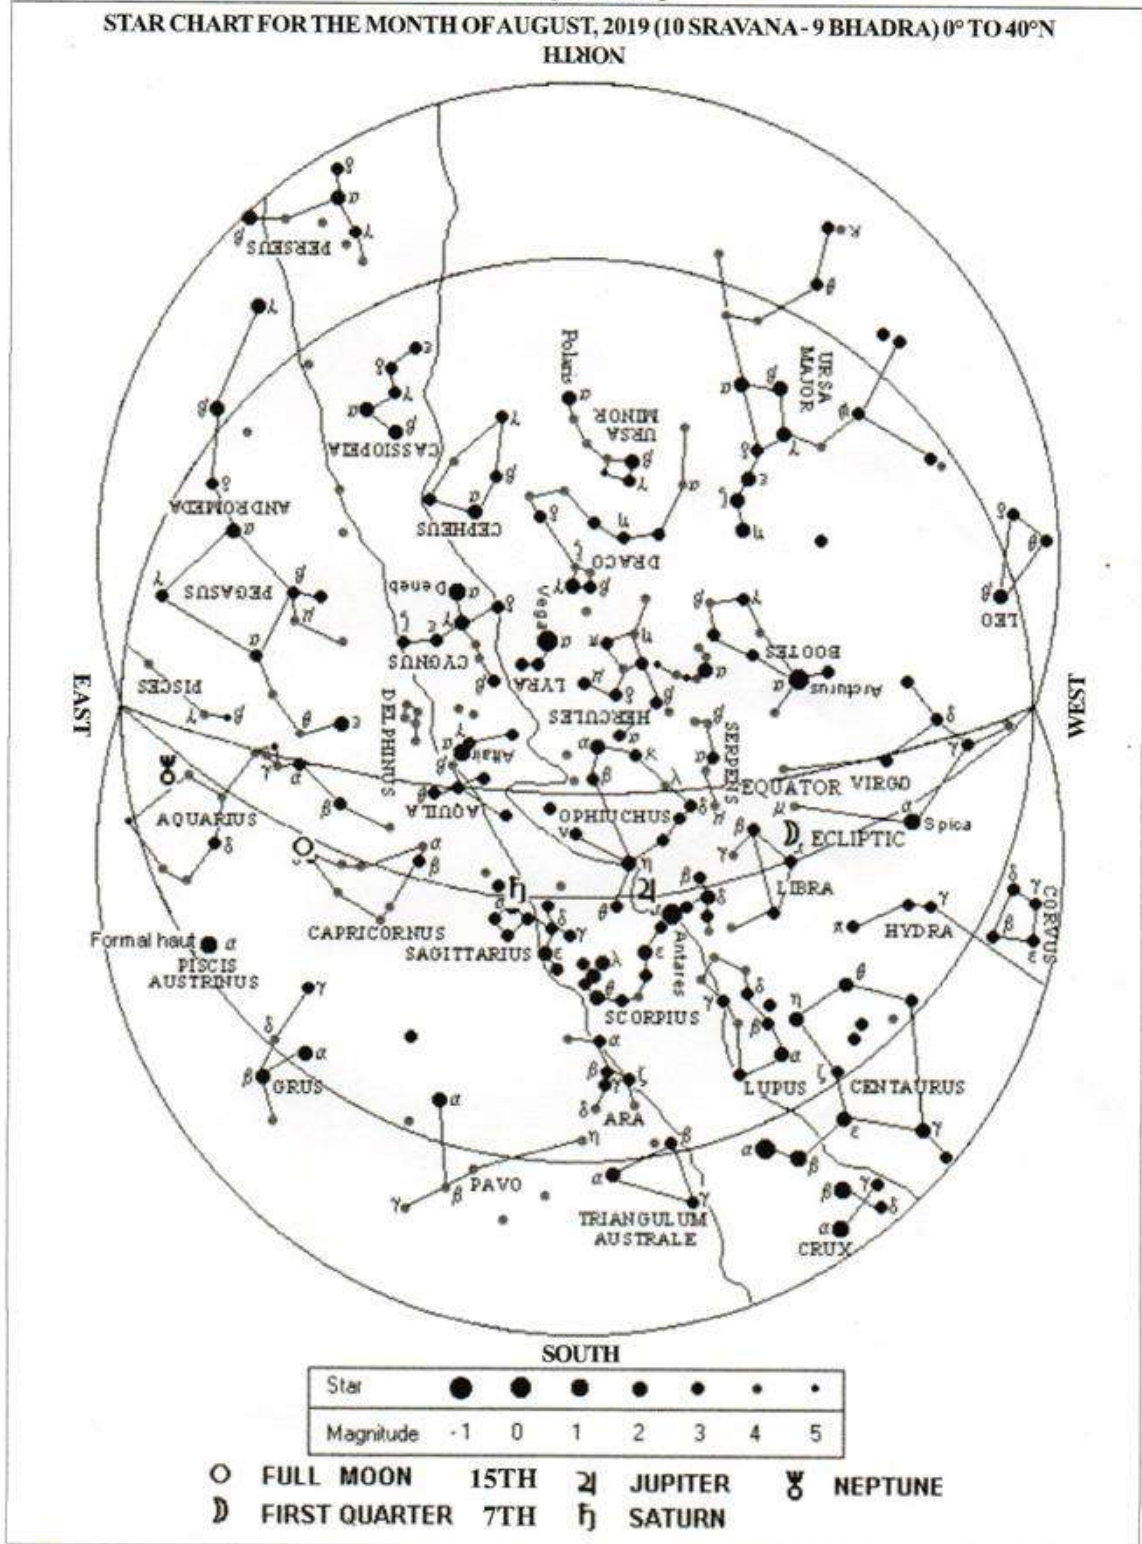 STAR CHART FOR THE MONTH OF AUGUST, 2019 (10 SRAVANA - 9 BHADRA) 0° TO 40°N
NORTH
δ
α
β
γ
PERSEUS
κ
θ
γ
ε
δ
γ
α
β
CASSIOPEIA
Polaris
α
URSA
MINOR
β
γ
URSA
MAJOR
α
β
γ
δ
ε
ζ
η
ψ
β
δ
ANDROMEDA
α
γ
β
α
CEPHEUS
δ
η
α
DRACO
ζ
γ
β
δ
θ
β
LEO
γ
PEGASUS
β
μ
α
Deneb
α
γ
δ
ε
ζ
CYGNUS
β
Vega
α
LYRA
π
η
μ
δ
β
HERCULES
α
β
γ
BOOTES
α
Arcturus
EAST
WEST
PISCES
γ
β
θ
ε
DELPHINUS
γ
α
Altair
β
θ
AQUILA
α
α
β
κ
λ
δ
OPHIUCHUS
ν
η
θ
β
α
SERPENS
μ
EQUATOR
VIRGO
δ
γ
μ
α
Spica
AQUARIUS
γ
α
β
δ
α
β
CAPRICORNUS
β
γ
ECLIPTIC
LIBRA
σ
δ
γ
SAGITTARIUS
ε
β
δ
Antares
ε
λ
θ
SCORPIUS
π
HYDRA
γ
δ
γ
β
ε
CORVUS
Formal haut
α
PISCIS
AUSTRINUS
γ
δ
α
β
GRUS
γ
δ
β
α
LUPUS
θ
η
ζ
CENTAURUS
ε
γ
α
β
α
β
γ
ζ
δ
ARA
α
η
PAVO
β
γ
β
α
γ
TRIANGULUM
AUSTRALE
β
γ
δ
α
CRUX
SOUTH
Star
Magnitude -1 0 1 2 3 4 5
FULL MOON 15TH ♃ JUPITER NEPTUNE
FIRST QUARTER 7TH ♄ SATURN